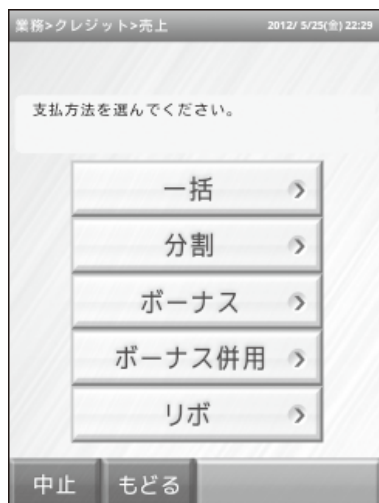 業務>クレジット>売上 2012/ 5/25(金) 22:29
支払方法を選んでください。
一括
分割
ボーナス
ボーナス併用
リボ
中止 もどる